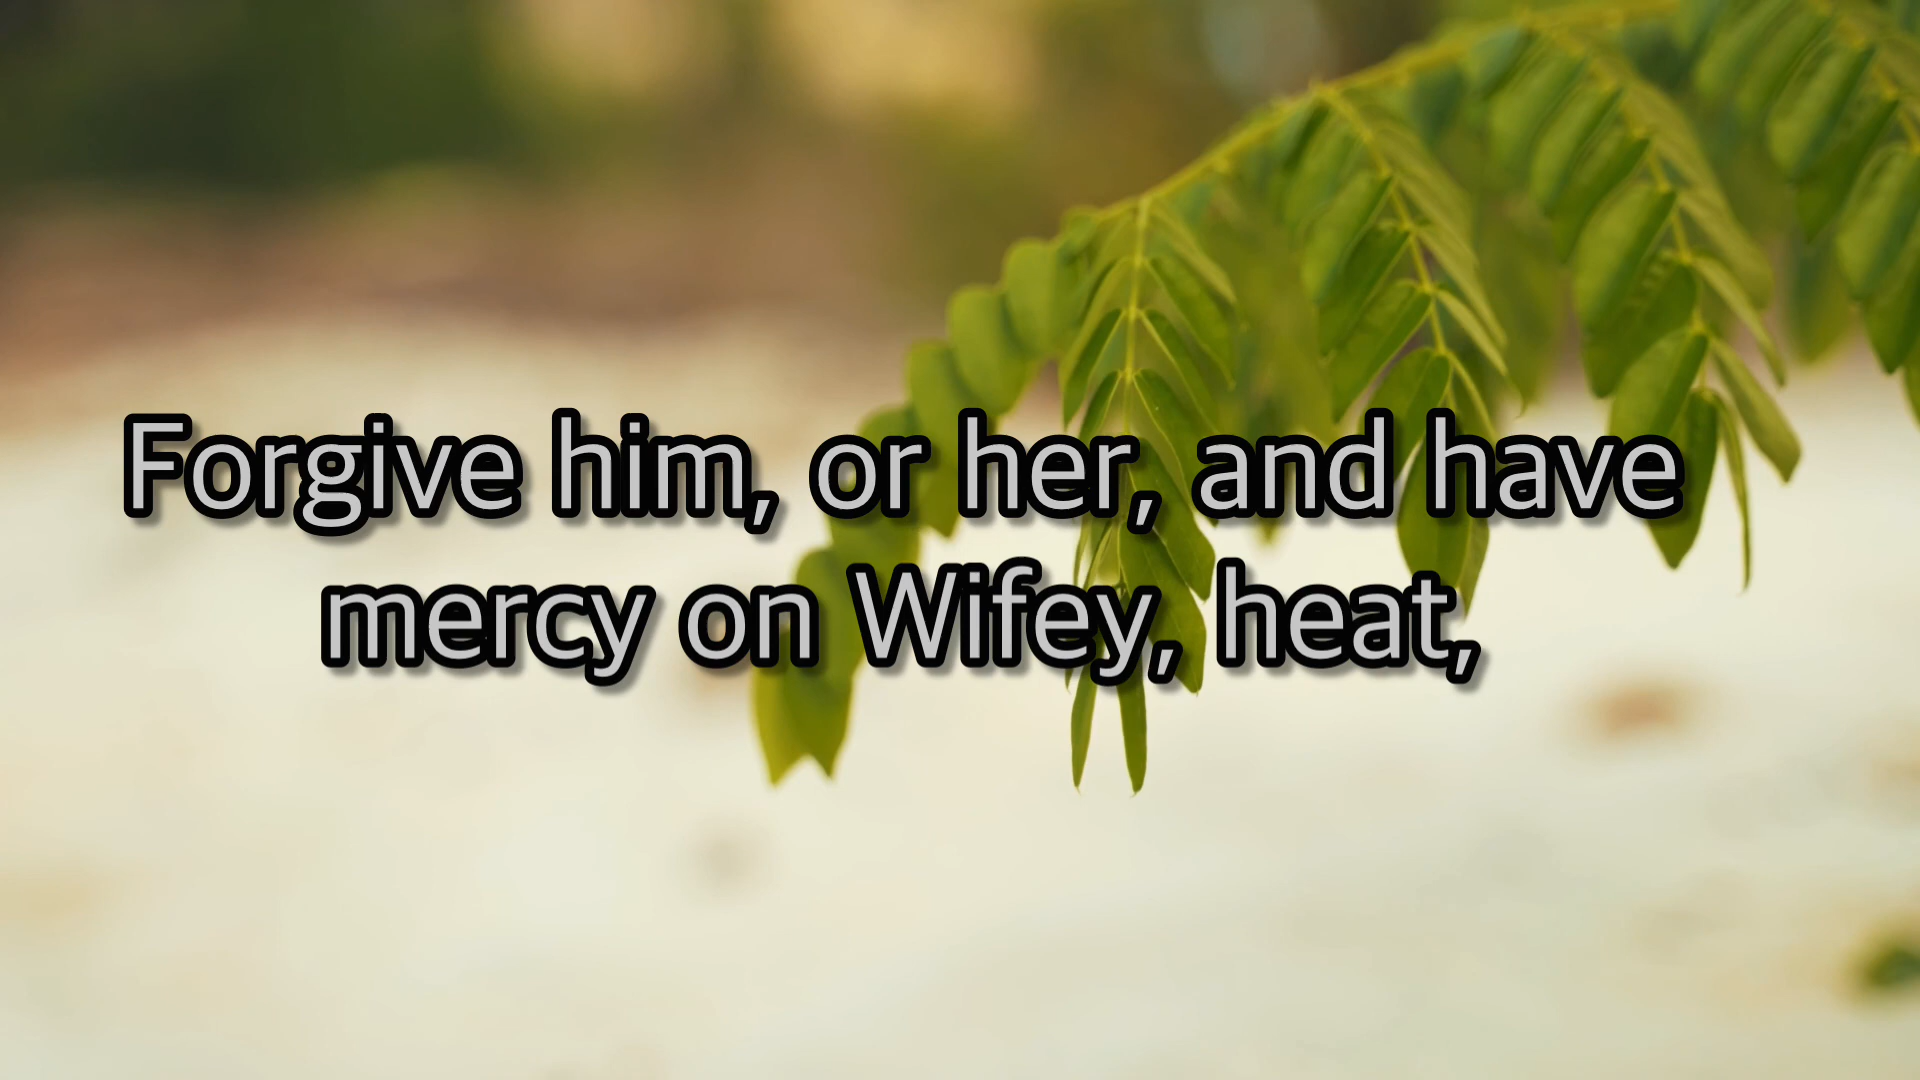 Forgive him, or her, and have
mercy on Wifey, heat,